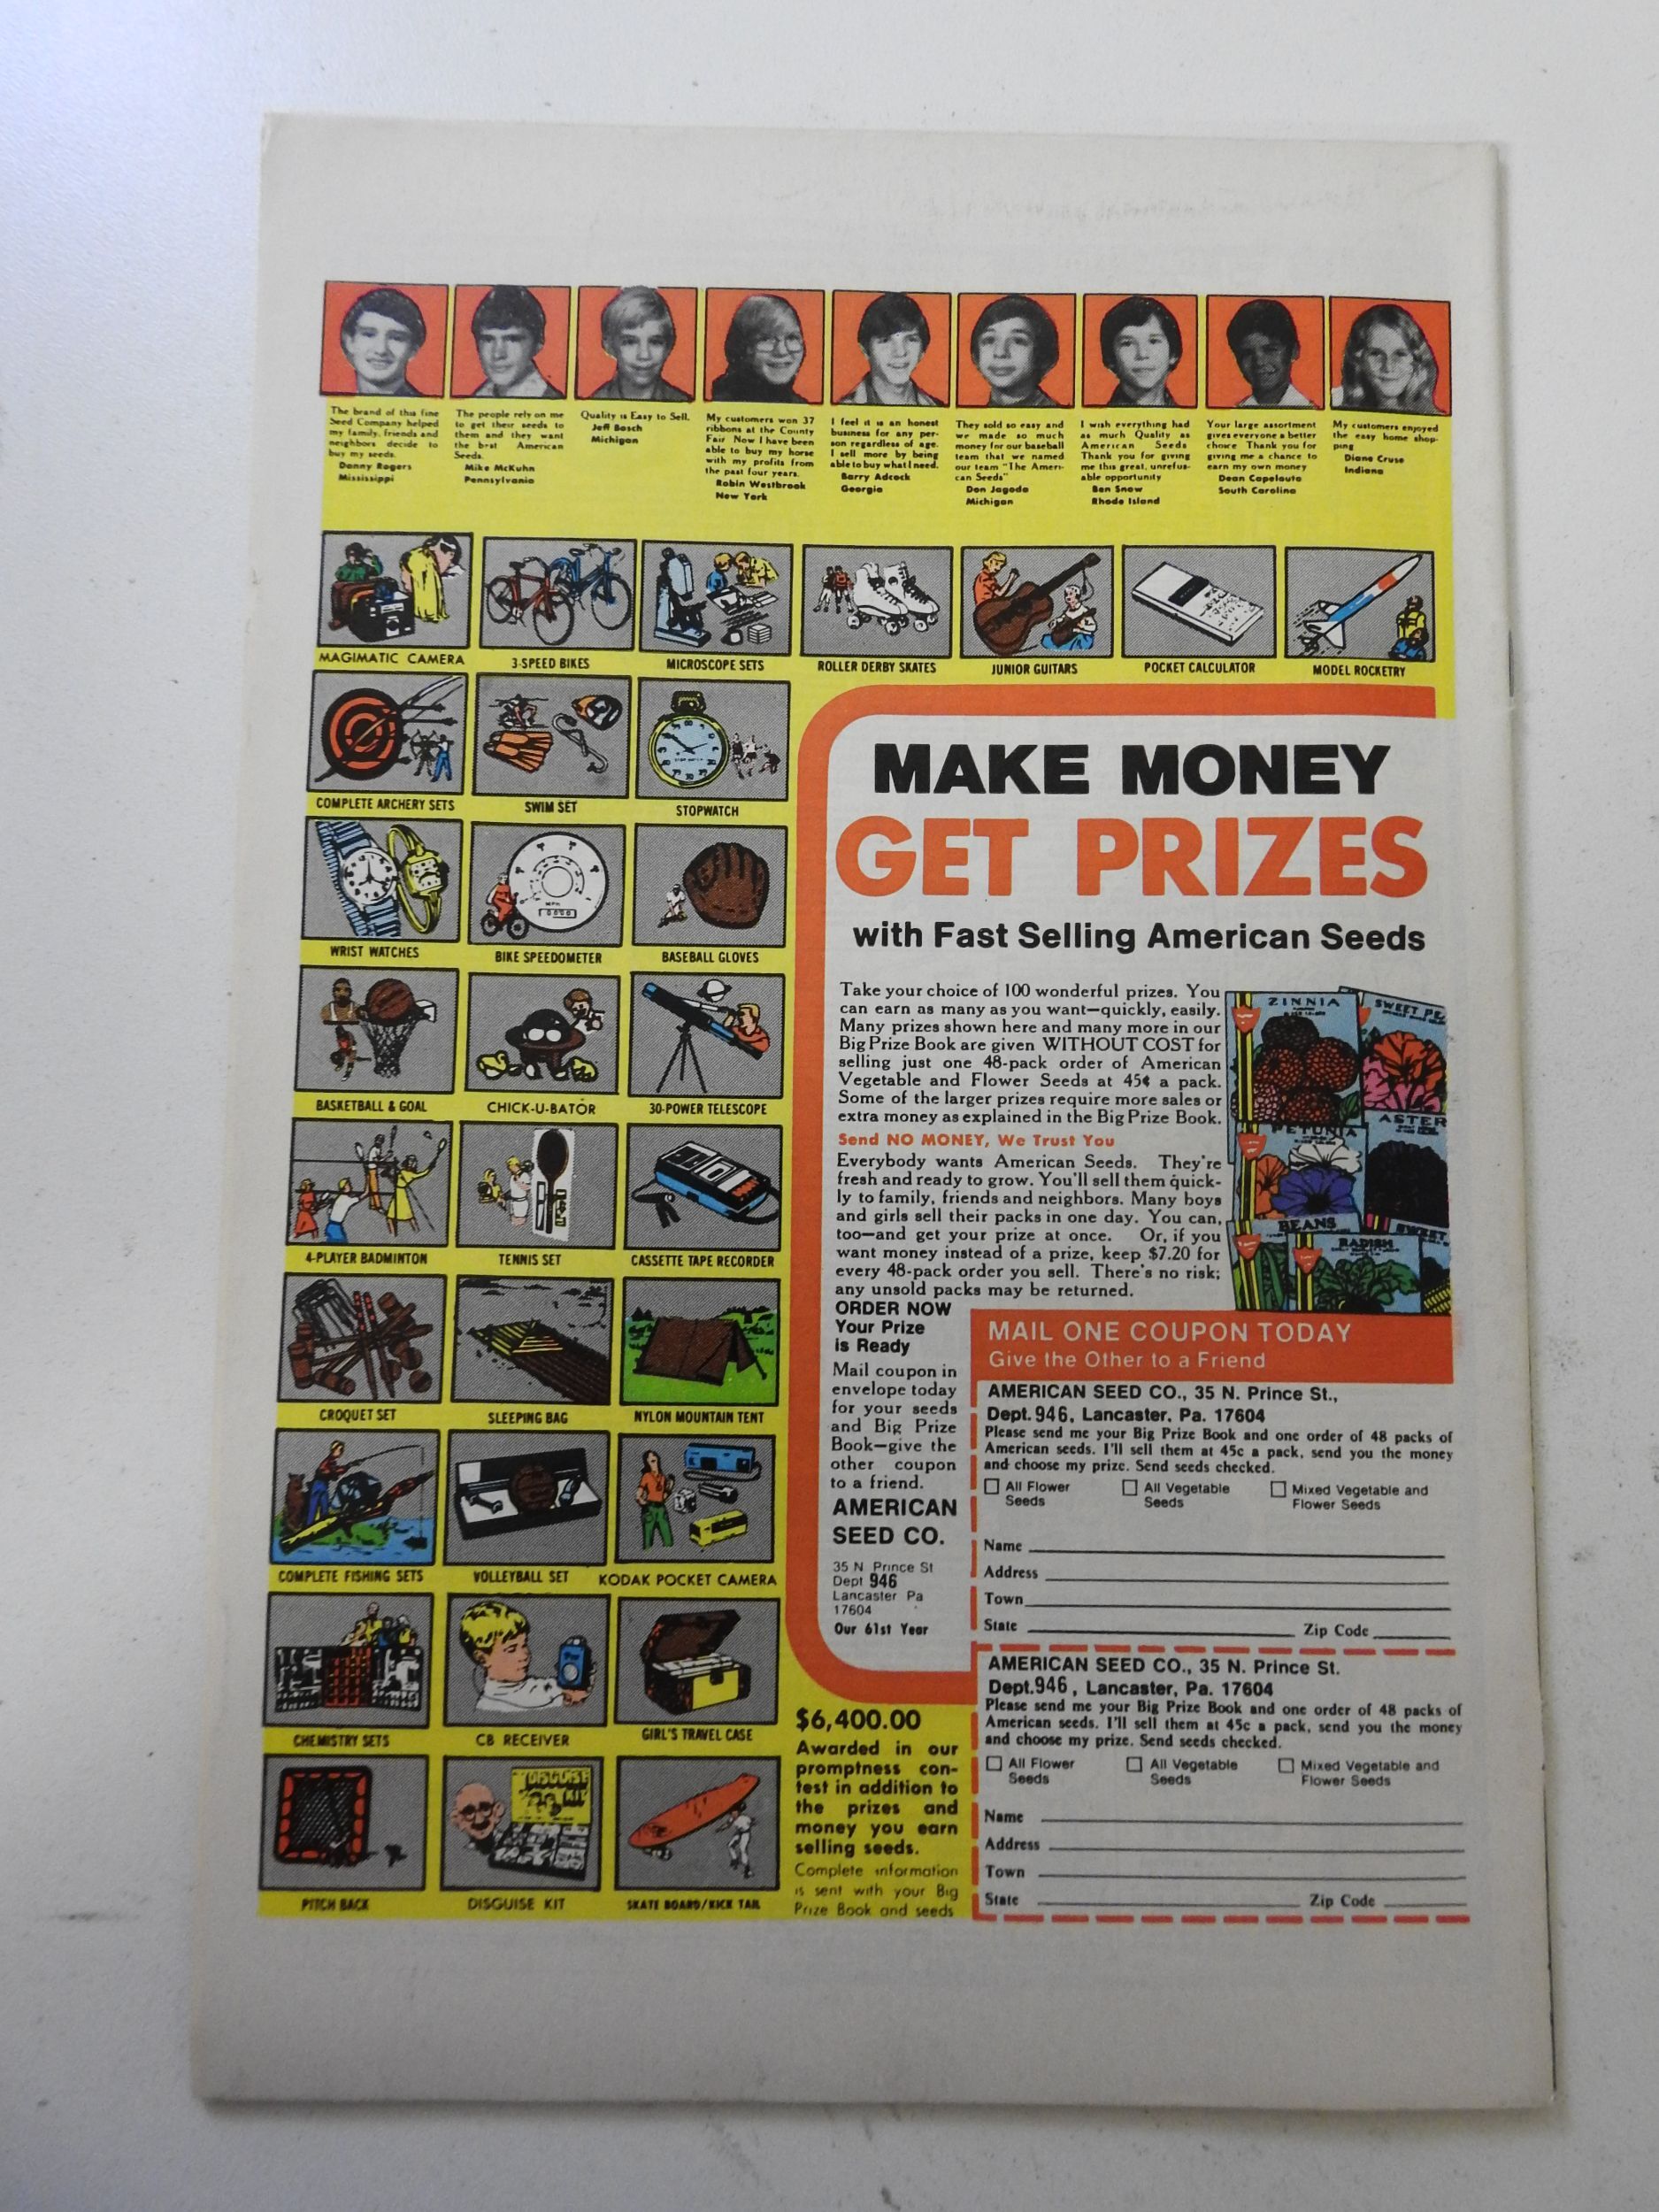 The brand of this fine
Seed Company helped
my family, friends and
neighbors decide to
buy my seeds.
Danny Rogers
Mississippi
The people rely on me
to get their seeds to
them and they want
the best American
Seeds.
Mike McKuhn
Pennsylvania
Quality is Easy to Sell.
Jeff Bosch
Michigan
My customers won 37
ribbons at the County
Fair Now I have been
able to buy my horse
with my profits from
the past four years.
Robin Westbrook
New York
I feel it is an honest
business for any per-
son regardless of age.
I sell more by being
able to buy what I need.
Barry Adcock
Georgia
They sold so easy and
we made so much
money for our baseball
team that we named
our team "The Ameri-
can Seeds"
Don Jagoda
Michigan
I wish everything had
as much Quality as
American Seeds
Thank you for giving
me this great, unrefus-
able opportunity
Ben Snow
Rhode Island
Your large assortment
gives everyone a better
choice Thank you for
giving me a chance to
earn my own money
Dean Capelouto
South Carolina
My customers enjoyed
the easy home shop-
ping
Diane Cruse
Indiana
MAGIMATIC CAMERA
3-SPEED BIKES
MICROSCOPE SETS
ROLLER DERBY SKATES
JUNIOR GUITARS
POCKET CALCULATOR
MODEL ROCKETRY
COMPLETE ARCHERY SETS
SWIM SET
STOPWATCH
WRIST WATCHES
MPH
BIKE SPEEDOMETER
BASEBALL GLOVES
BASKETBALL & GOAL
CHICK-U-BATOR
30-POWER TELESCOPE
4-PLAYER BADMINTON
TENNIS SET
CASSETTE TAPE RECORDER
CROQUET SET
SLEEPING BAG
NYLON MOUNTAIN TENT
COMPLETE FISHING SETS
VOLLEYBALL SET
KODAK POCKET CAMERA
CHEMISTRY SETS
CB RECEIVER
GIRL'S TRAVEL CASE
DISGUISE
KIT
PITCH BACK
DISGUISE KIT
SKATE BOARD/KICK TAIL
MAKE MONEY
GET PRIZES
with Fast Selling American Seeds
Take your choice of 100 wonderful prizes. You
can earn as many as you want—quickly, easily.
Many prizes shown here and many more in our
Big Prize Book are given WITHOUT COST for
selling just one 48-pack order of American
Vegetable and Flower Seeds at 45¢ a pack.
Some of the larger prizes require more sales or
extra money as explained in the Big Prize Book.
Send NO MONEY, We Trust You
Everybody wants American Seeds. They're
fresh and ready to grow. You'll sell them quick-
ly to family, friends and neighbors. Many boys
and girls sell their packs in one day. You can,
too—and get your prize at once. Or, if you
want money instead of a prize, keep $7.20 for
every 48-pack order you sell. There's no risk;
any unsold packs may be returned.
ZINNIA
SWEET PE
PETUNIA
ASTER
BEANS
RADISH
SWEET
ORDER NOW
Your Prize
is Ready
Mail coupon in
envelope today
for your seeds
and Big Prize
Book—give the
other coupon
to a friend.
AMERICAN
SEED CO.
35 N Prince St
Dept 946
Lancaster Pa
17604
Our 61st Year
$6,400.00
Awarded in our
promptness con-
test in addition to
the prizes and
money you earn
selling seeds.
Complete information
is sent with your Big
Prize Book and seeds
MAIL ONE COUPON TODAY
Give the Other to a Friend
AMERICAN SEED CO., 35 N. Prince St.,
Dept. 946, Lancaster, Pa. 17604
Please send me your Big Prize Book and one order of 48 packs of
American seeds. I'll sell them at 45c a pack, send you the money
and choose my prize. Send seeds checked.
All Flower Seeds
All Vegetable Seeds
Mixed Vegetable and Flower Seeds
Name
Address
Town
State Zip Code
AMERICAN SEED CO., 35 N. Prince St.
Dept. 946, Lancaster, Pa. 17604
Please send me your Big Prize Book and one order of 48 packs of
American seeds. I'll sell them at 45c a pack, send you the money
and choose my prize. Send seeds checked.
All Flower Seeds
All Vegetable Seeds
Mixed Vegetable and Flower Seeds
Name
Address
Town
State Zip Code